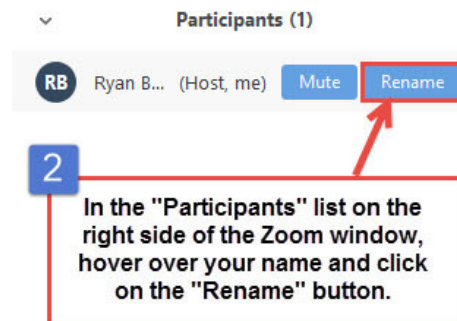 Participants (1)
RB Ryan B... (Host, me) Mute Rename
2
In the "Participants" list on the
right side of the Zoom window,
hover over your name and click
on the "Rename" button.